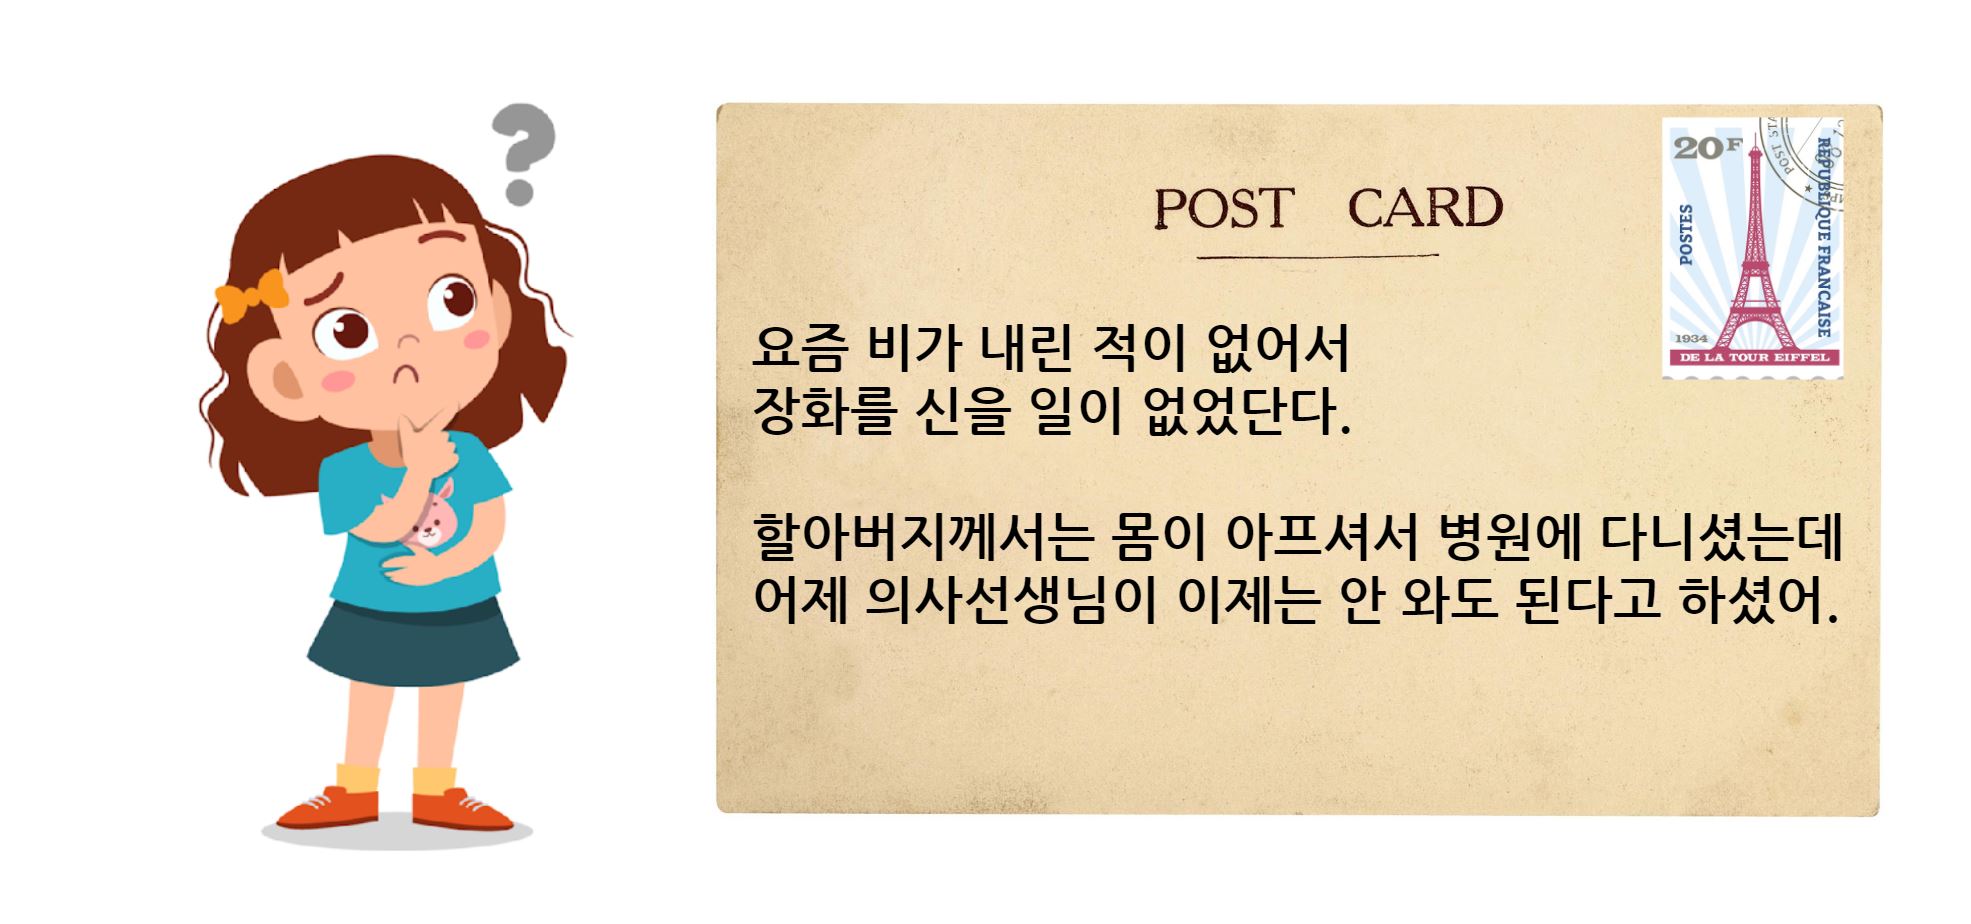 ?
POST CARD
20F
POSTES
REPUBLIQUE FRANCAISE
1934
DE LA TOUR EIFFEL
요즘 비가 내린 적이 없어서
장화를 신을 일이 없었단다.
할아버지께서는 몸이 아프셔서 병원에 다니셨는데
어제 의사선생님이 이제는 안 와도 된다고 하셨어.